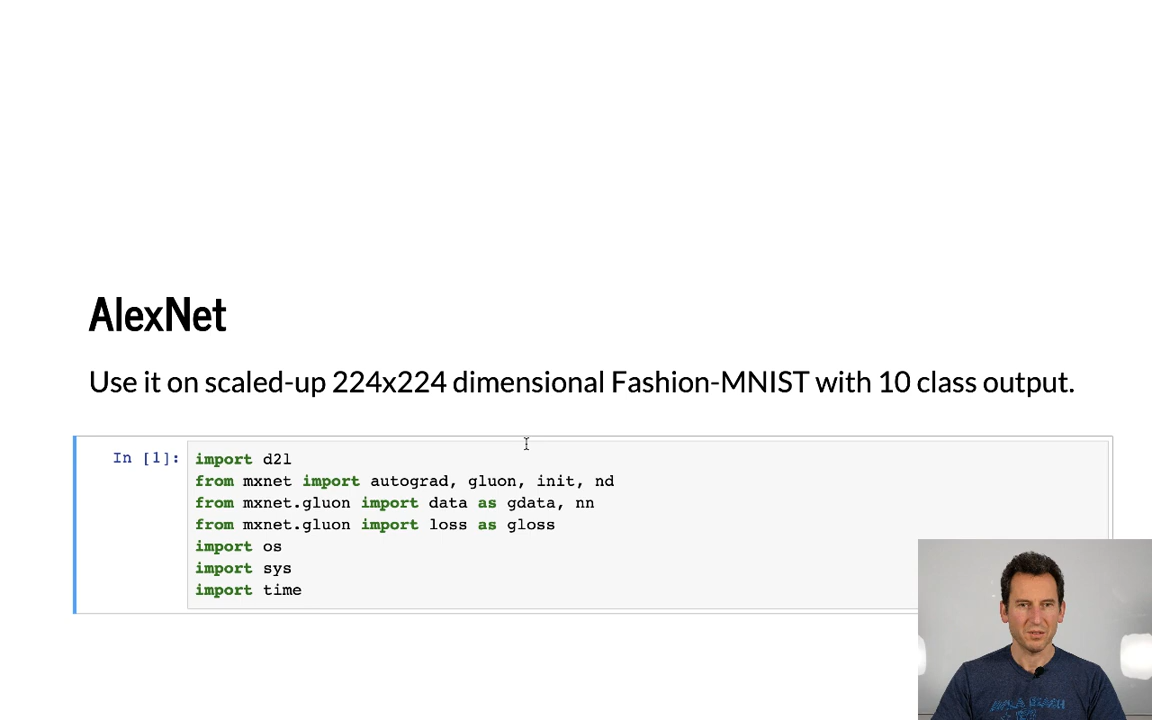 AlexNet
Use it on scaled-up 224x224 dimensional Fashion-MNIST with 10 class output.
In [1]: import d2l
from mxnet import autograd, gluon, init, nd
from mxnet.gluon import data as gdata, nn
from mxnet.gluon import loss as gloss
import os
import sys
import time